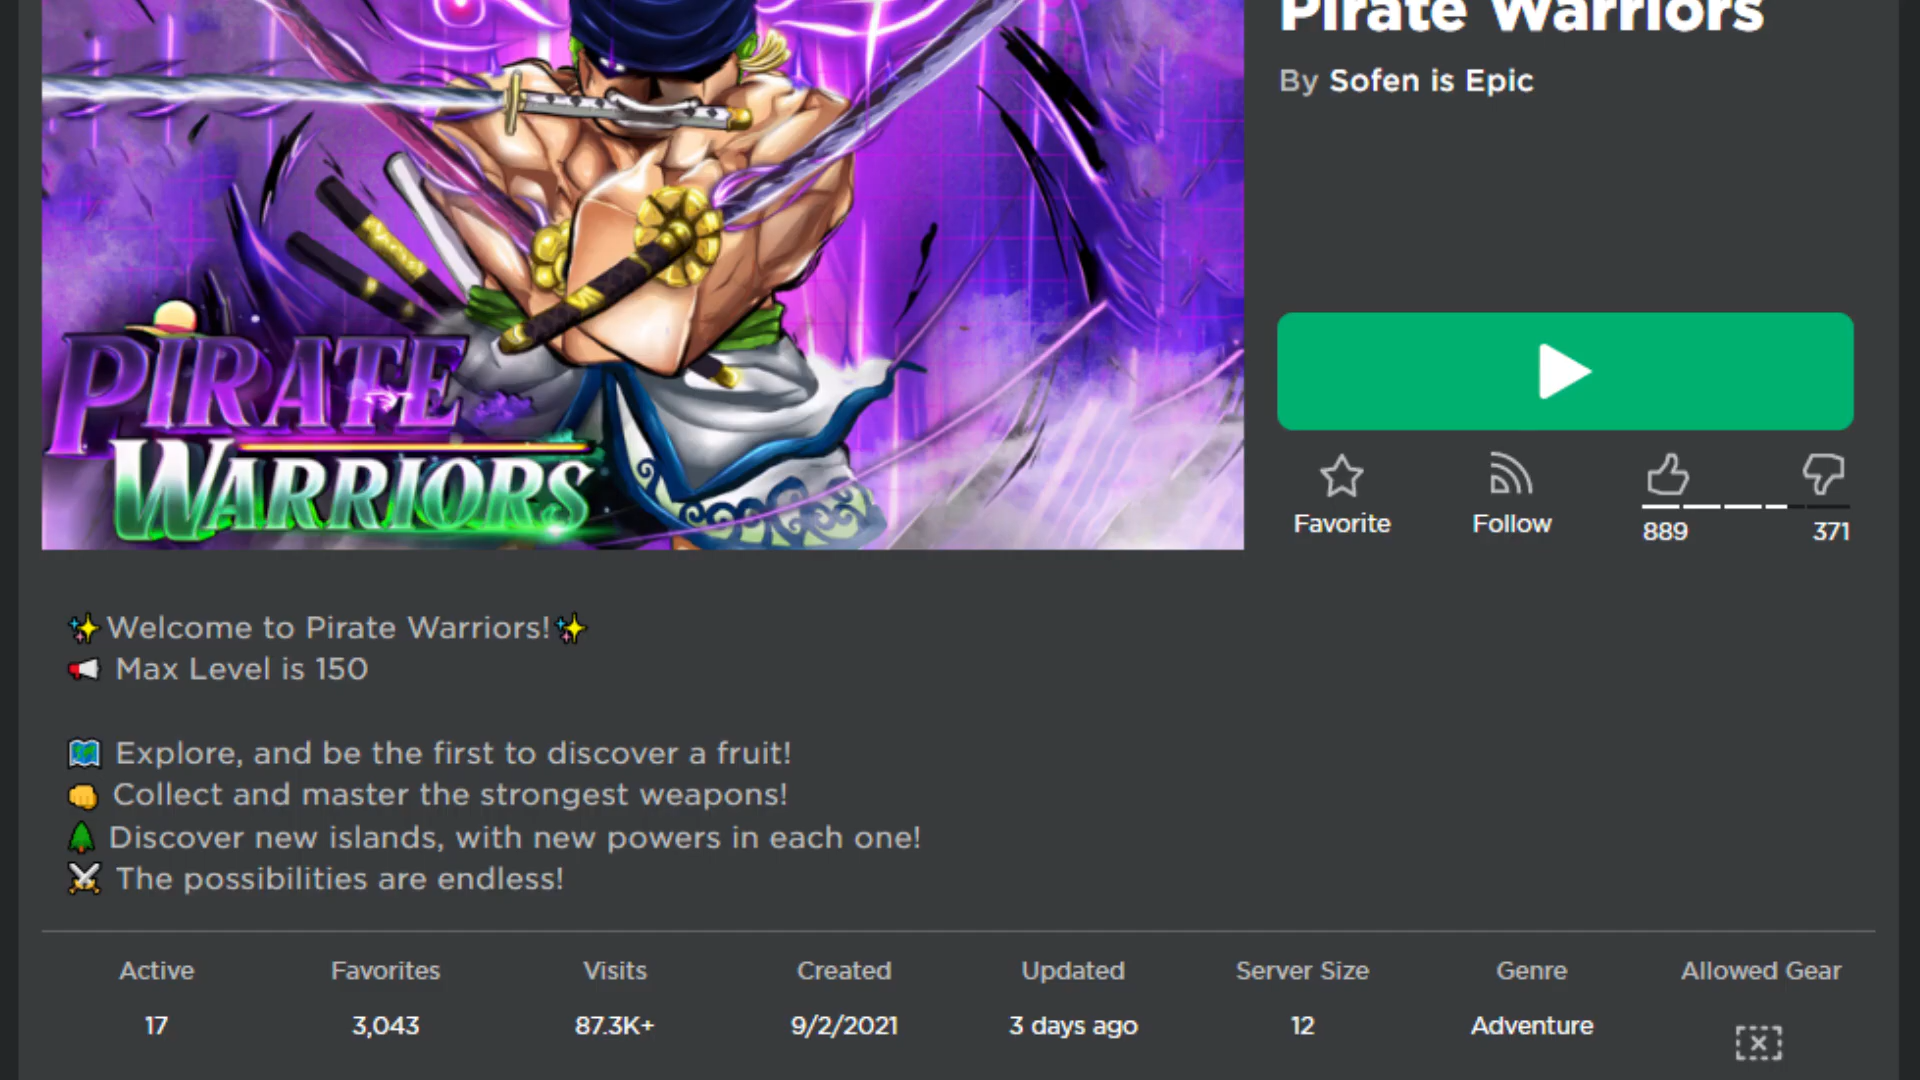 Pirate Warriors
By Sofen is Epic
PIRATE
WARRIORS
Favorite
Follow
889
371
✨Welcome to Pirate Warriors!✨
📢 Max Level is 150
🗺️ Explore, and be the first to discover a fruit!
👊 Collect and master the strongest weapons!
🌲 Discover new islands, with new powers in each one!
⚔️ The possibilities are endless!
Active Favorites Visits Created Updated Server Size Genre Allowed Gear
17 3,043 87.3K+ 9/2/2021 3 days ago 12 Adventure